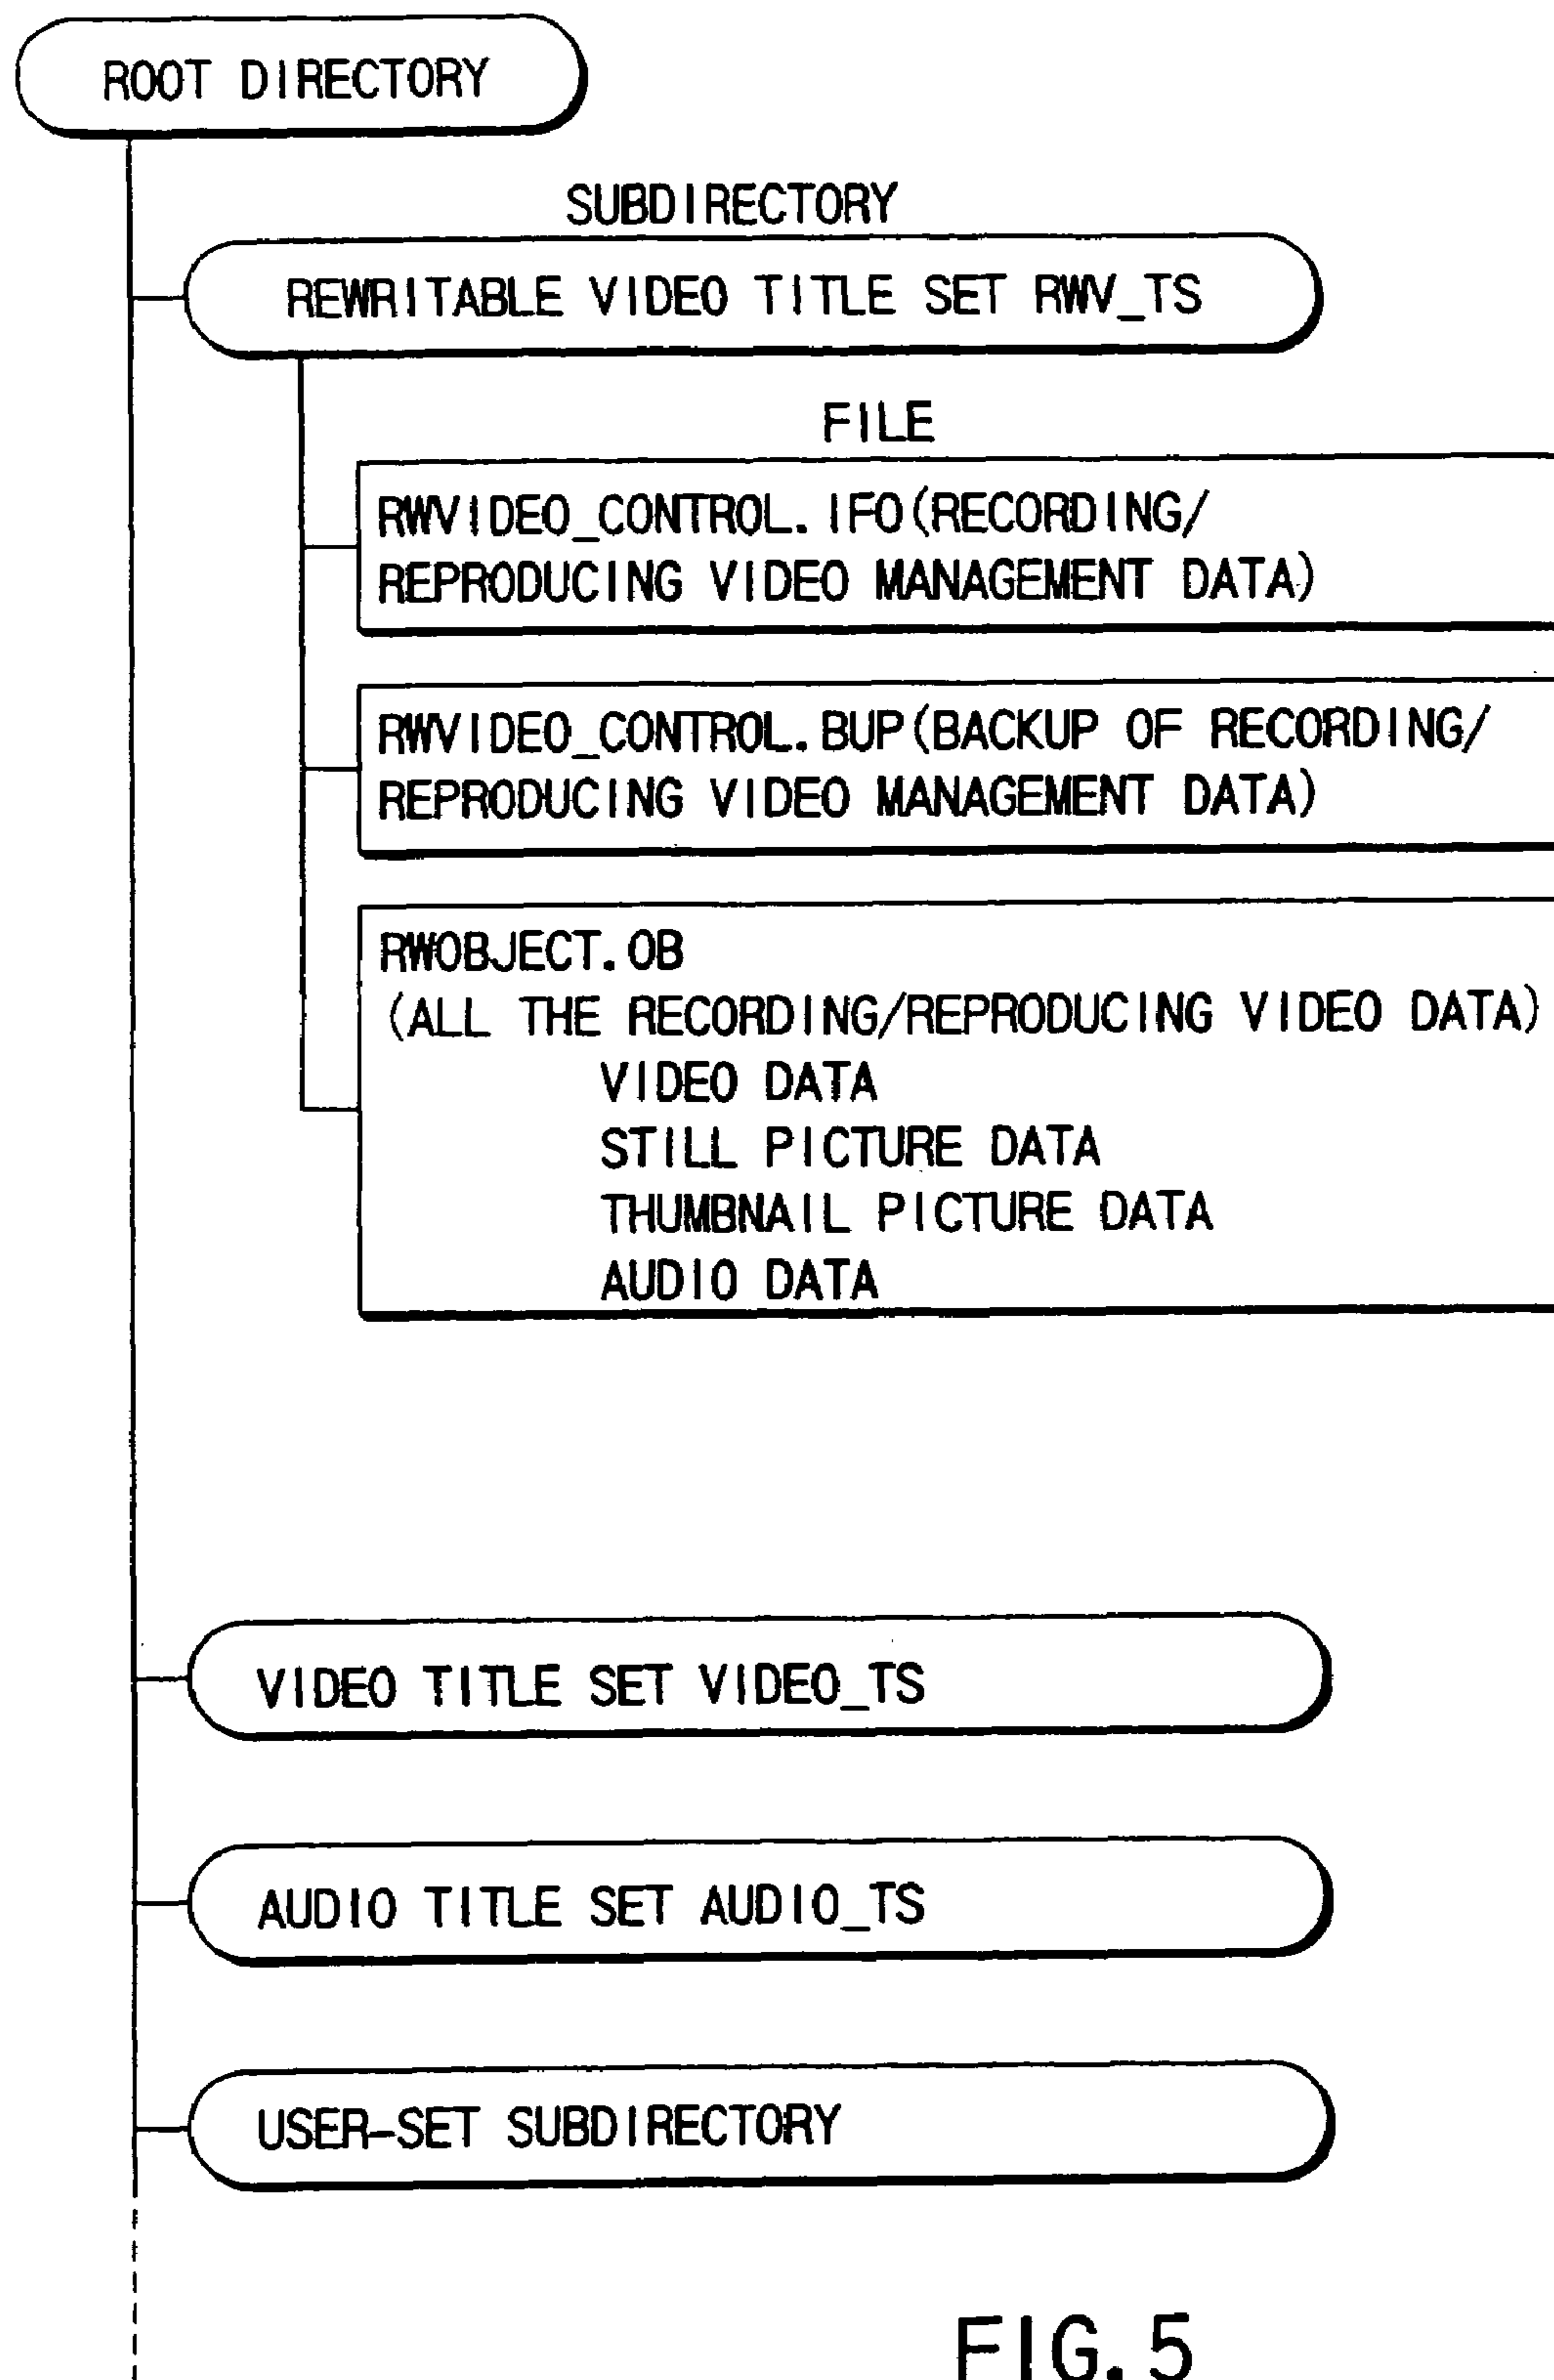 ROOT DIRECTORY
SUBDIRECTORY
REWRITABLE VIDEO TITLE SET RWV_TS
FILE
RWVIDEO_CONTROL.IFO(RECORDING/
REPRODUCING VIDEO MANAGEMENT DATA)
RWVIDEO_CONTROL.BUP(BACKUP OF RECORDING/
REPRODUCING VIDEO MANAGEMENT DATA)
RWOBJECT.OB
(ALL THE RECORDING/REPRODUCING VIDEO DATA)
VIDEO DATA
STILL PICTURE DATA
THUMBNAIL PICTURE DATA
AUDIO DATA
VIDEO TITLE SET VIDEO_TS
AUDIO TITLE SET AUDIO_TS
USER-SET SUBDIRECTORY
FIG.5